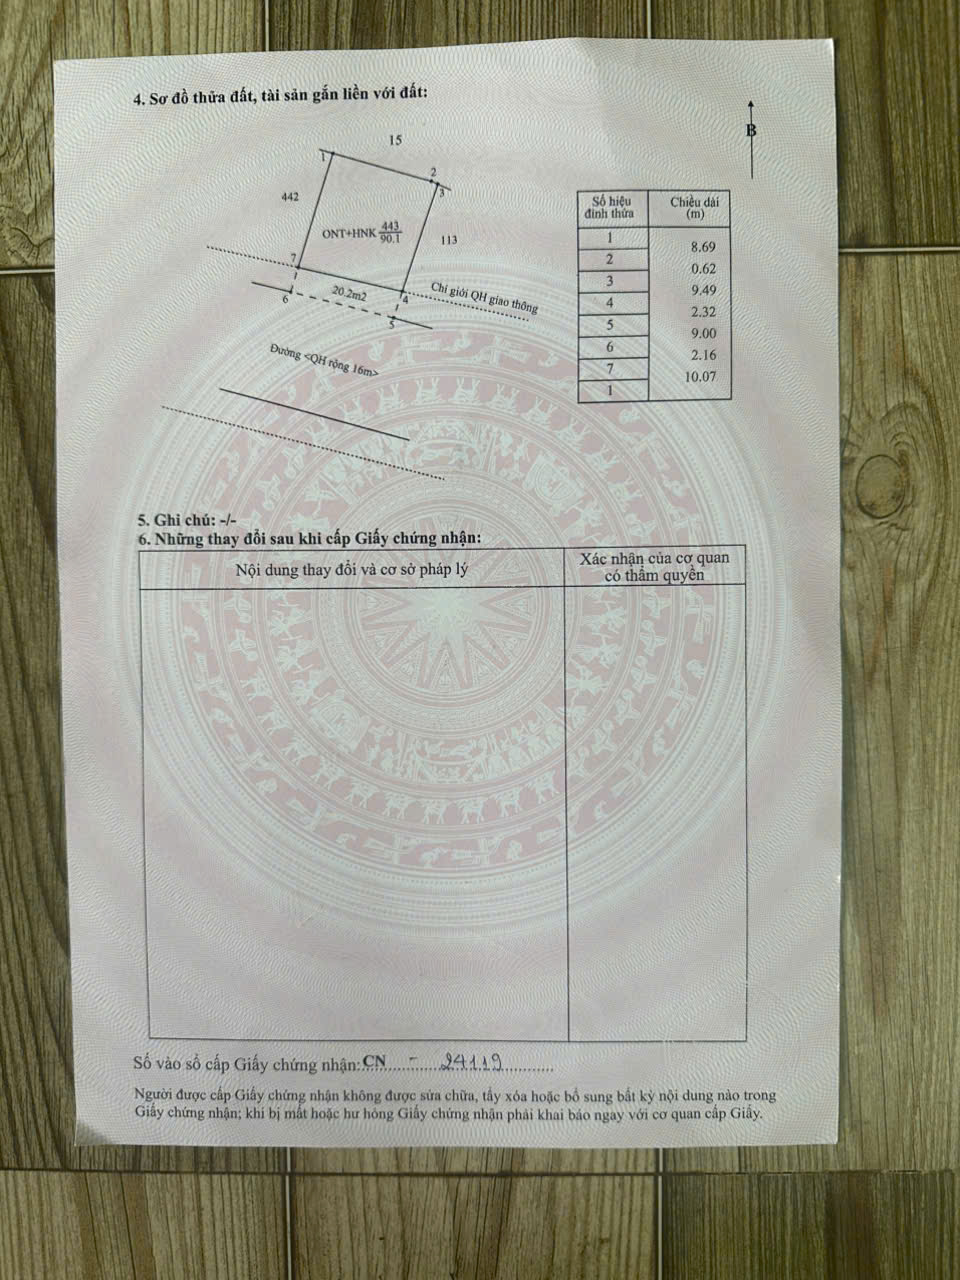 4. Sơ đồ thửa đất, tài sản gắn liền với đất:
B
15
1
2
3
442
ONT+HNK 443
90.1
113
7
1
6
20.2m2
4
5
Chỉ giới QH giao thông
Đường <QH rộng 16m>
Số hiệu đỉnh thửa
Chiều dài (m)
1
8.69
2
0.62
3
9.49
4
2.32
5
9.00
6
2.16
7
10.07
1
5. Ghi chú: -/-
6. Những thay đổi sau khi cấp Giấy chứng nhận:
Nội dung thay đổi và cơ sở pháp lý
Xác nhận của cơ quan
có thẩm quyền
Số vào sổ cấp Giấy chứng nhận: CN.....-.....24119............
Người được cấp Giấy chứng nhận không được sửa chữa, tẩy xóa hoặc bổ sung bất kỳ nội dung nào trong
Giấy chứng nhận; khi bị mất hoặc hư hỏng Giấy chứng nhận phải khai báo ngay với cơ quan cấp Giấy.